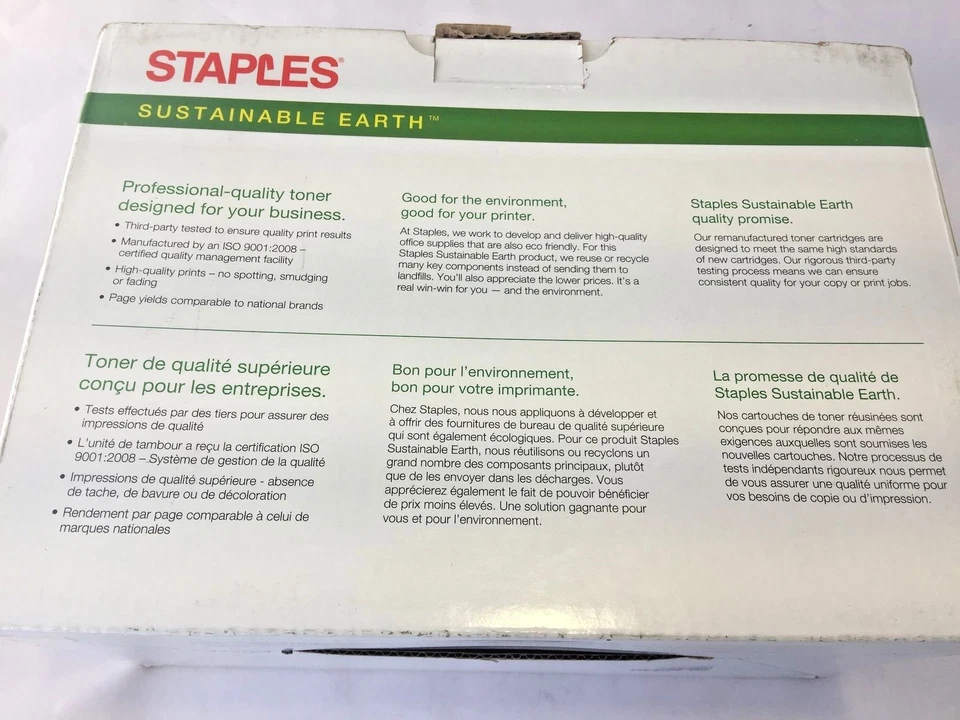 STAPLES®
SUSTAINABLE EARTH™
Professional-quality toner
designed for your business.
• Third-party tested to ensure quality print results
• Manufactured by an ISO 9001:2008 –
certified quality management facility
• High-quality prints – no spotting, smudging
or fading
• Page yields comparable to national brands
Good for the environment,
good for your printer.
At Staples, we work to develop and deliver high-quality
office supplies that are also eco friendly. For this
Staples Sustainable Earth product, we reuse or recycle
many key components instead of sending them to
landfills. You'll also appreciate the lower prices. It's a
real win-win for you — and the environment.
Staples Sustainable Earth
quality promise.
Our remanufactured toner cartridges are
designed to meet the same high standards
of new cartridges. Our rigorous third-party
testing process means we can ensure
consistent quality for your copy or print jobs.
Toner de qualité supérieure
conçu pour les entreprises.
• Tests effectués par des tiers pour assurer des
impressions de qualité
• L'unité de tambour a reçu la certification ISO
9001:2008 – Système de gestion de la qualité
• Impressions de qualité supérieure - absence
de tache, de bavure ou de décoloration
• Rendement par page comparable à celui de
marques nationales
Bon pour l'environnement,
bon pour votre imprimante.
Chez Staples, nous nous appliquons à développer et
à offrir des fournitures de bureau de qualité supérieure
qui sont également écologiques. Pour ce produit Staples
Sustainable Earth, nous réutilisons ou recyclons un
grand nombre des composants principaux, plutôt
que de les envoyer dans les décharges. Vous
apprécierez également le fait de pouvoir bénéficier
de prix moins élevés. Une solution gagnante pour
vous et pour l'environnement.
La promesse de qualité de
Staples Sustainable Earth.
Nos cartouches de toner réusinées sont
conçues pour répondre aux mêmes
exigences auxquelles sont soumises les
nouvelles cartouches. Notre processus de
tests indépendants rigoureux nous permet
de vous assurer une qualité uniforme pour
vos besoins de copie ou d'impression.